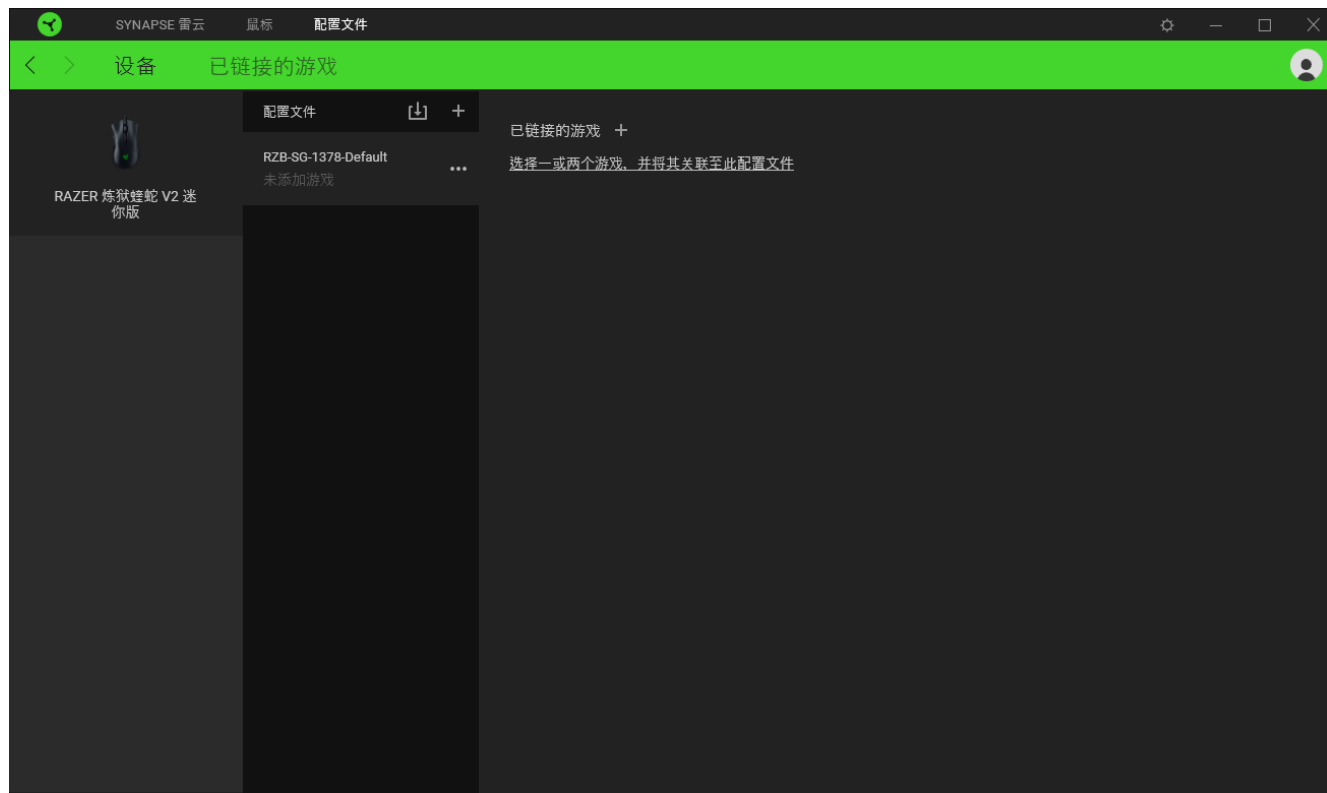 SYNAPSE 雷云 鼠标 配置文件
设备 已链接的游戏
RAZER 炼狱蝰蛇 V2 迷
你版
配置文件
RZB-SG-1378-Default
未添加游戏
已链接的游戏
选择一或两个游戏，并将其关联至此配置文件